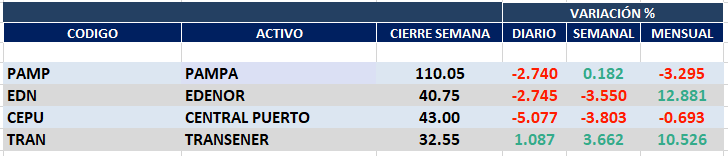 VARIACIÓN %
CODIGO ACTIVO CIERRE SEMANA DIARIO SEMANAL MENSUAL
PAMP PAMPA 110.05 -2.740 0.182 -3.295
EDN EDENOR 40.75 -2.745 -3.550 12.881
CEPU CENTRAL PUERTO 43.00 -5.077 -3.803 -0.693
TRAN TRANSENER 32.55 1.087 3.662 10.526